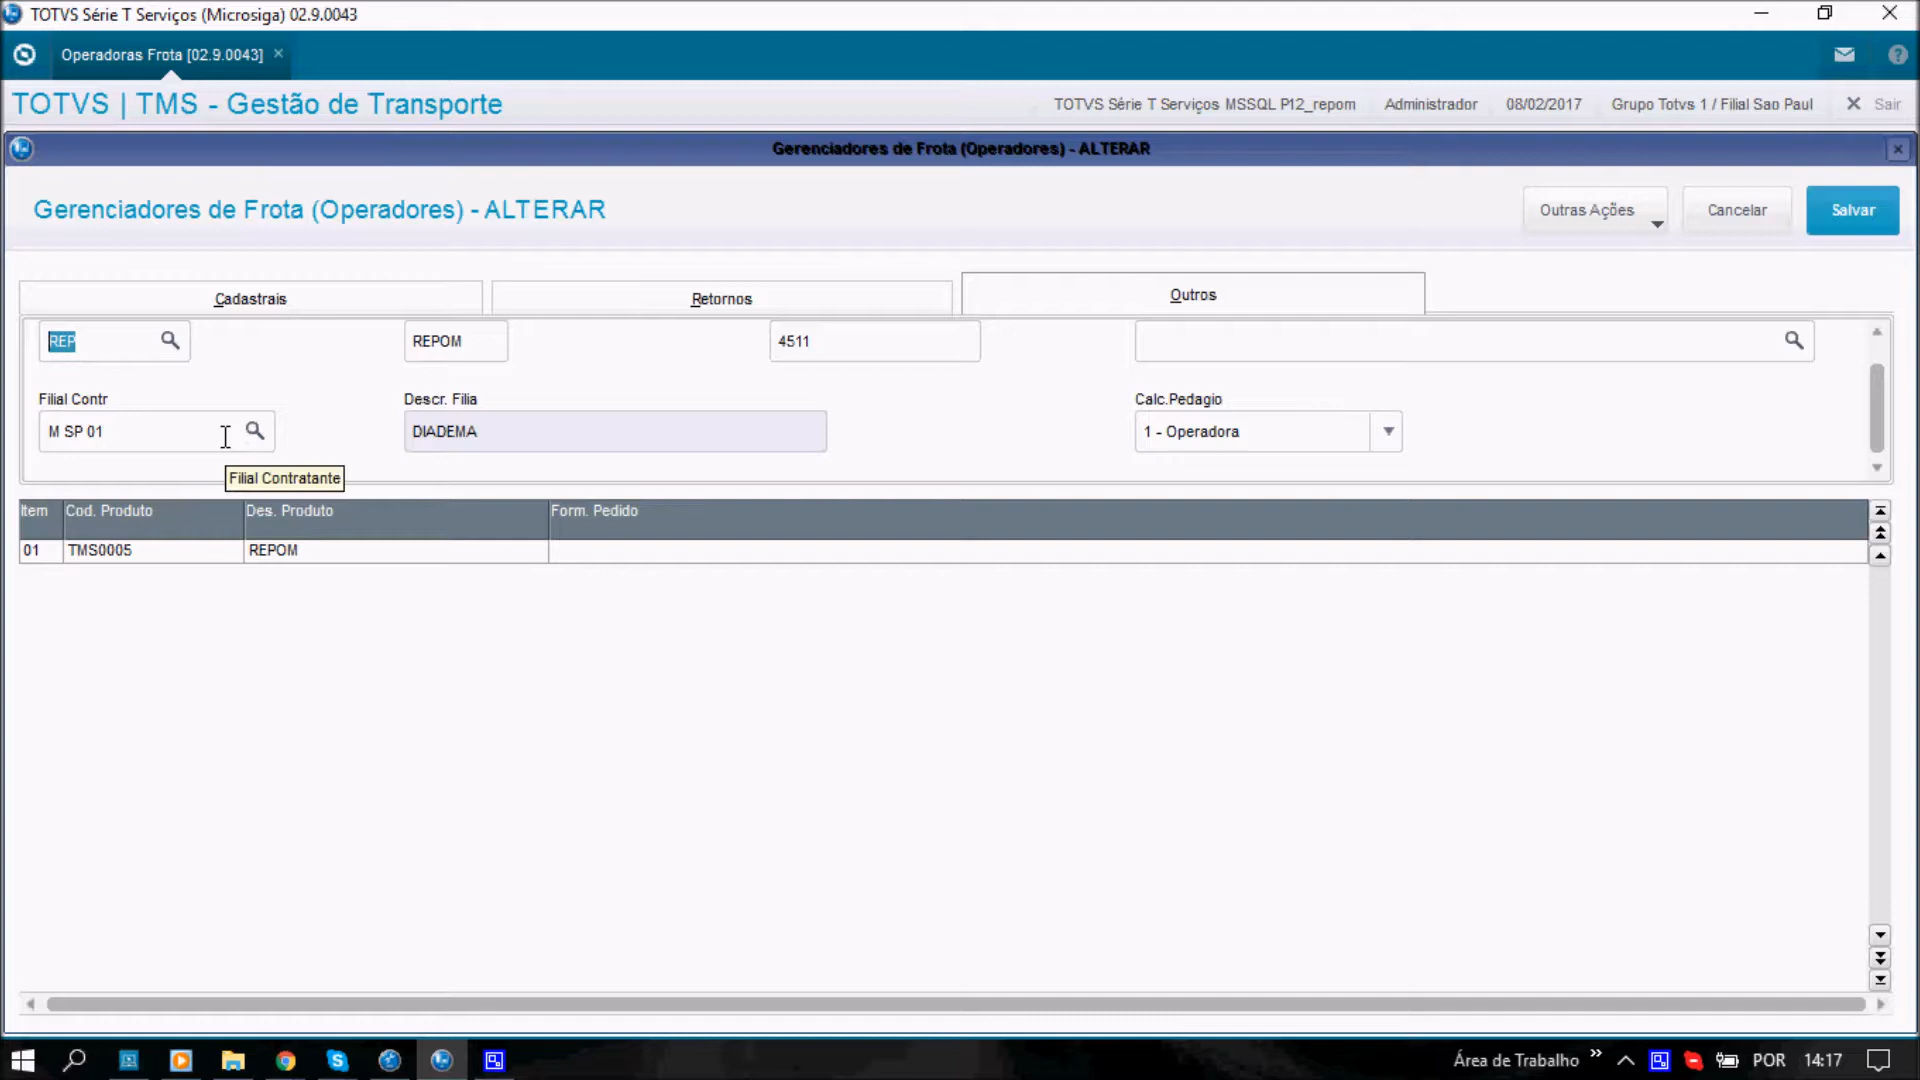 TOTVS Série T Serviços (Microsiga) 02.9.0043
Operadoras Frota [02.9.0043]
TOTVS | TMS - Gestão de Transporte
TOTVS Série T Serviços MSSQL P12_repom Administrador 08/02/2017 Grupo Totvs 1 / Filial Sao Paul Sair
Gerenciadores de Frota (Operadores) - ALTERAR
Gerenciadores de Frota (Operadores) - ALTERAR
Outras Ações Cancelar Salvar
Cadastrais Retornos Outros
REP REPOM 4511
Filial Contr Descr. Filia Calc.Pedagio
M SP 01 DIADEMA 1 - Operadora
Filial Contratante
Item Cod. Produto Des. Produto Form. Pedido
01 TMS0005 REPOM
Área de Trabalho » POR 14:17